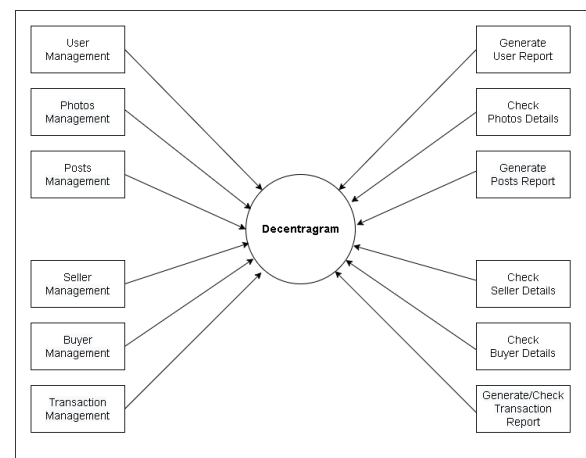 User
Management
Photos
Management
Posts
Management
Seller
Management
Buyer
Management
Transaction
Management
Decentragram
Generate
User Report
Check
Photos Details
Generate
Posts Report
Check
Seller Details
Check
Buyer Details
Generate/Check
Transaction
Report